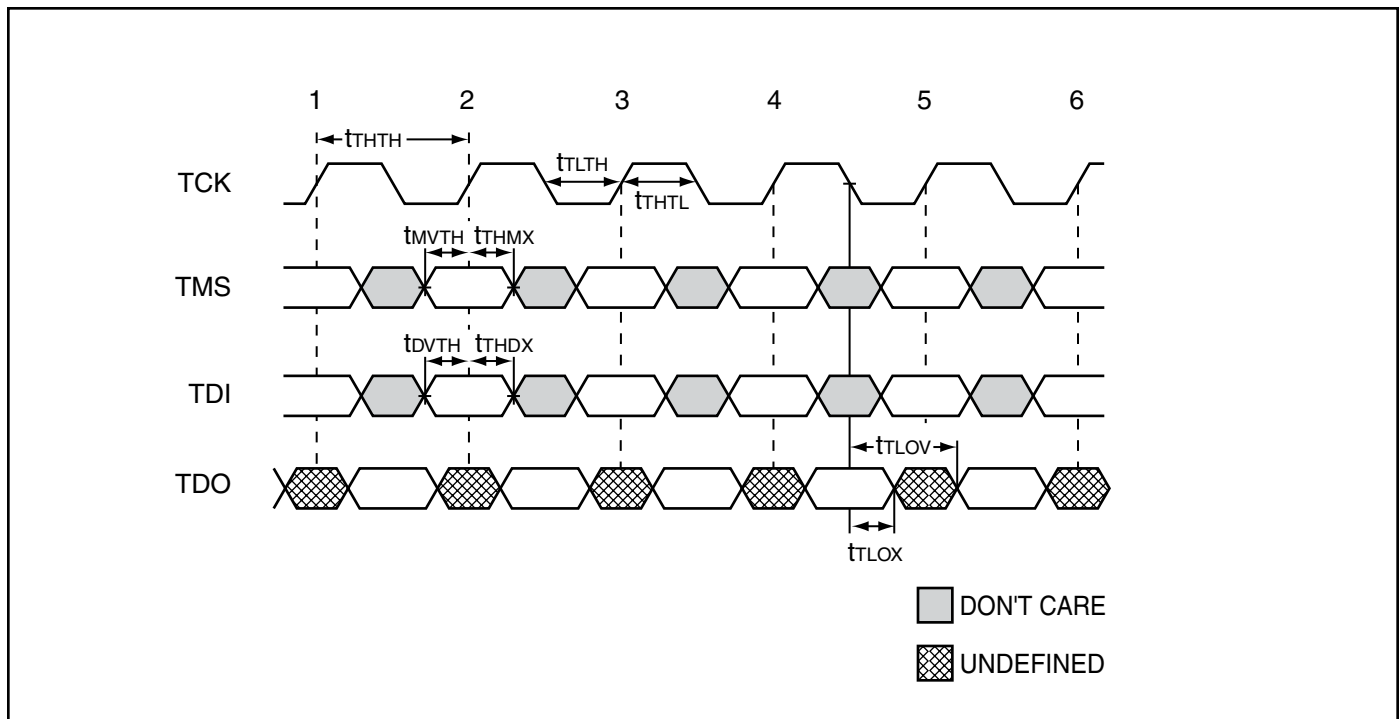 1 2 3 4 5 6
tTHTH
tTLTH
TCK
tTHTL
tMVTH tTHMX
TMS
tDVTH tTHDX
TDI
tTLOV
TDO
tTLOX
DON'T CARE
UNDEFINED